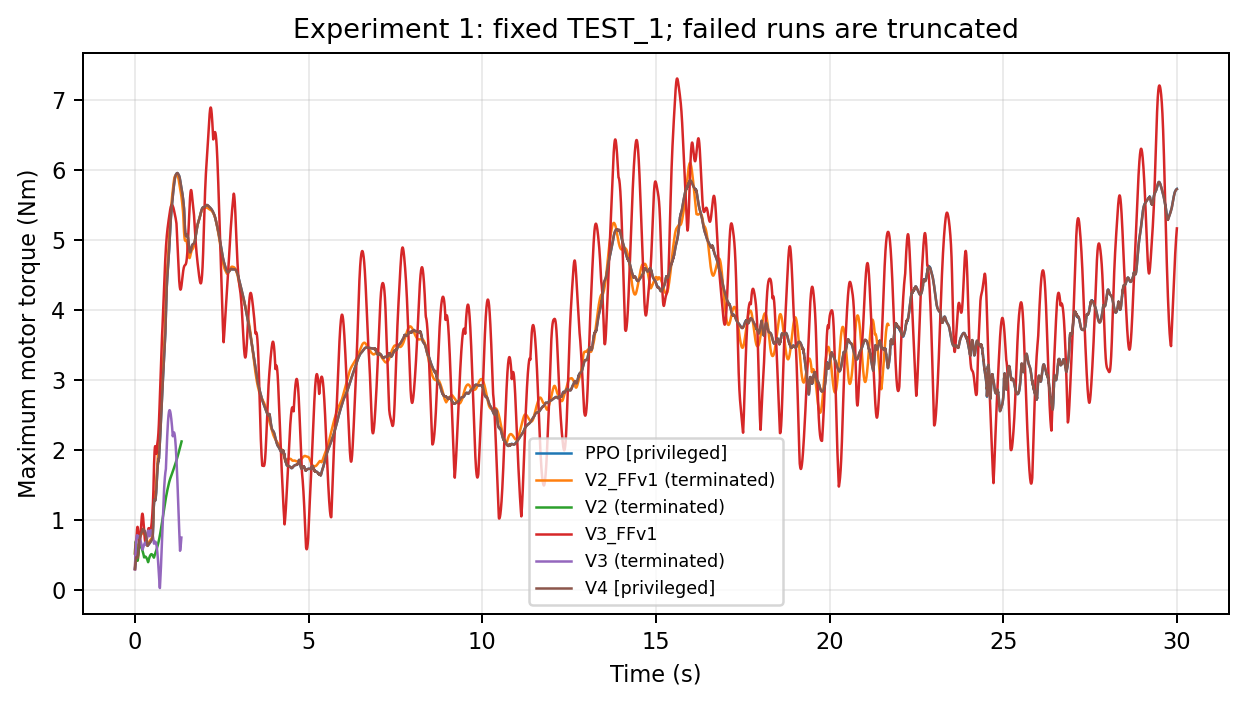 Experiment 1: fixed TEST_1; failed runs are truncated
Maximum motor torque (Nm)
7
6
5
4
3
2
1
0
PPO [privileged]
V2_FFv1 (terminated)
V2 (terminated)
V3_FFv1
V3 (terminated)
V4 [privileged]
0
5
10
15
20
25
30
Time (s)